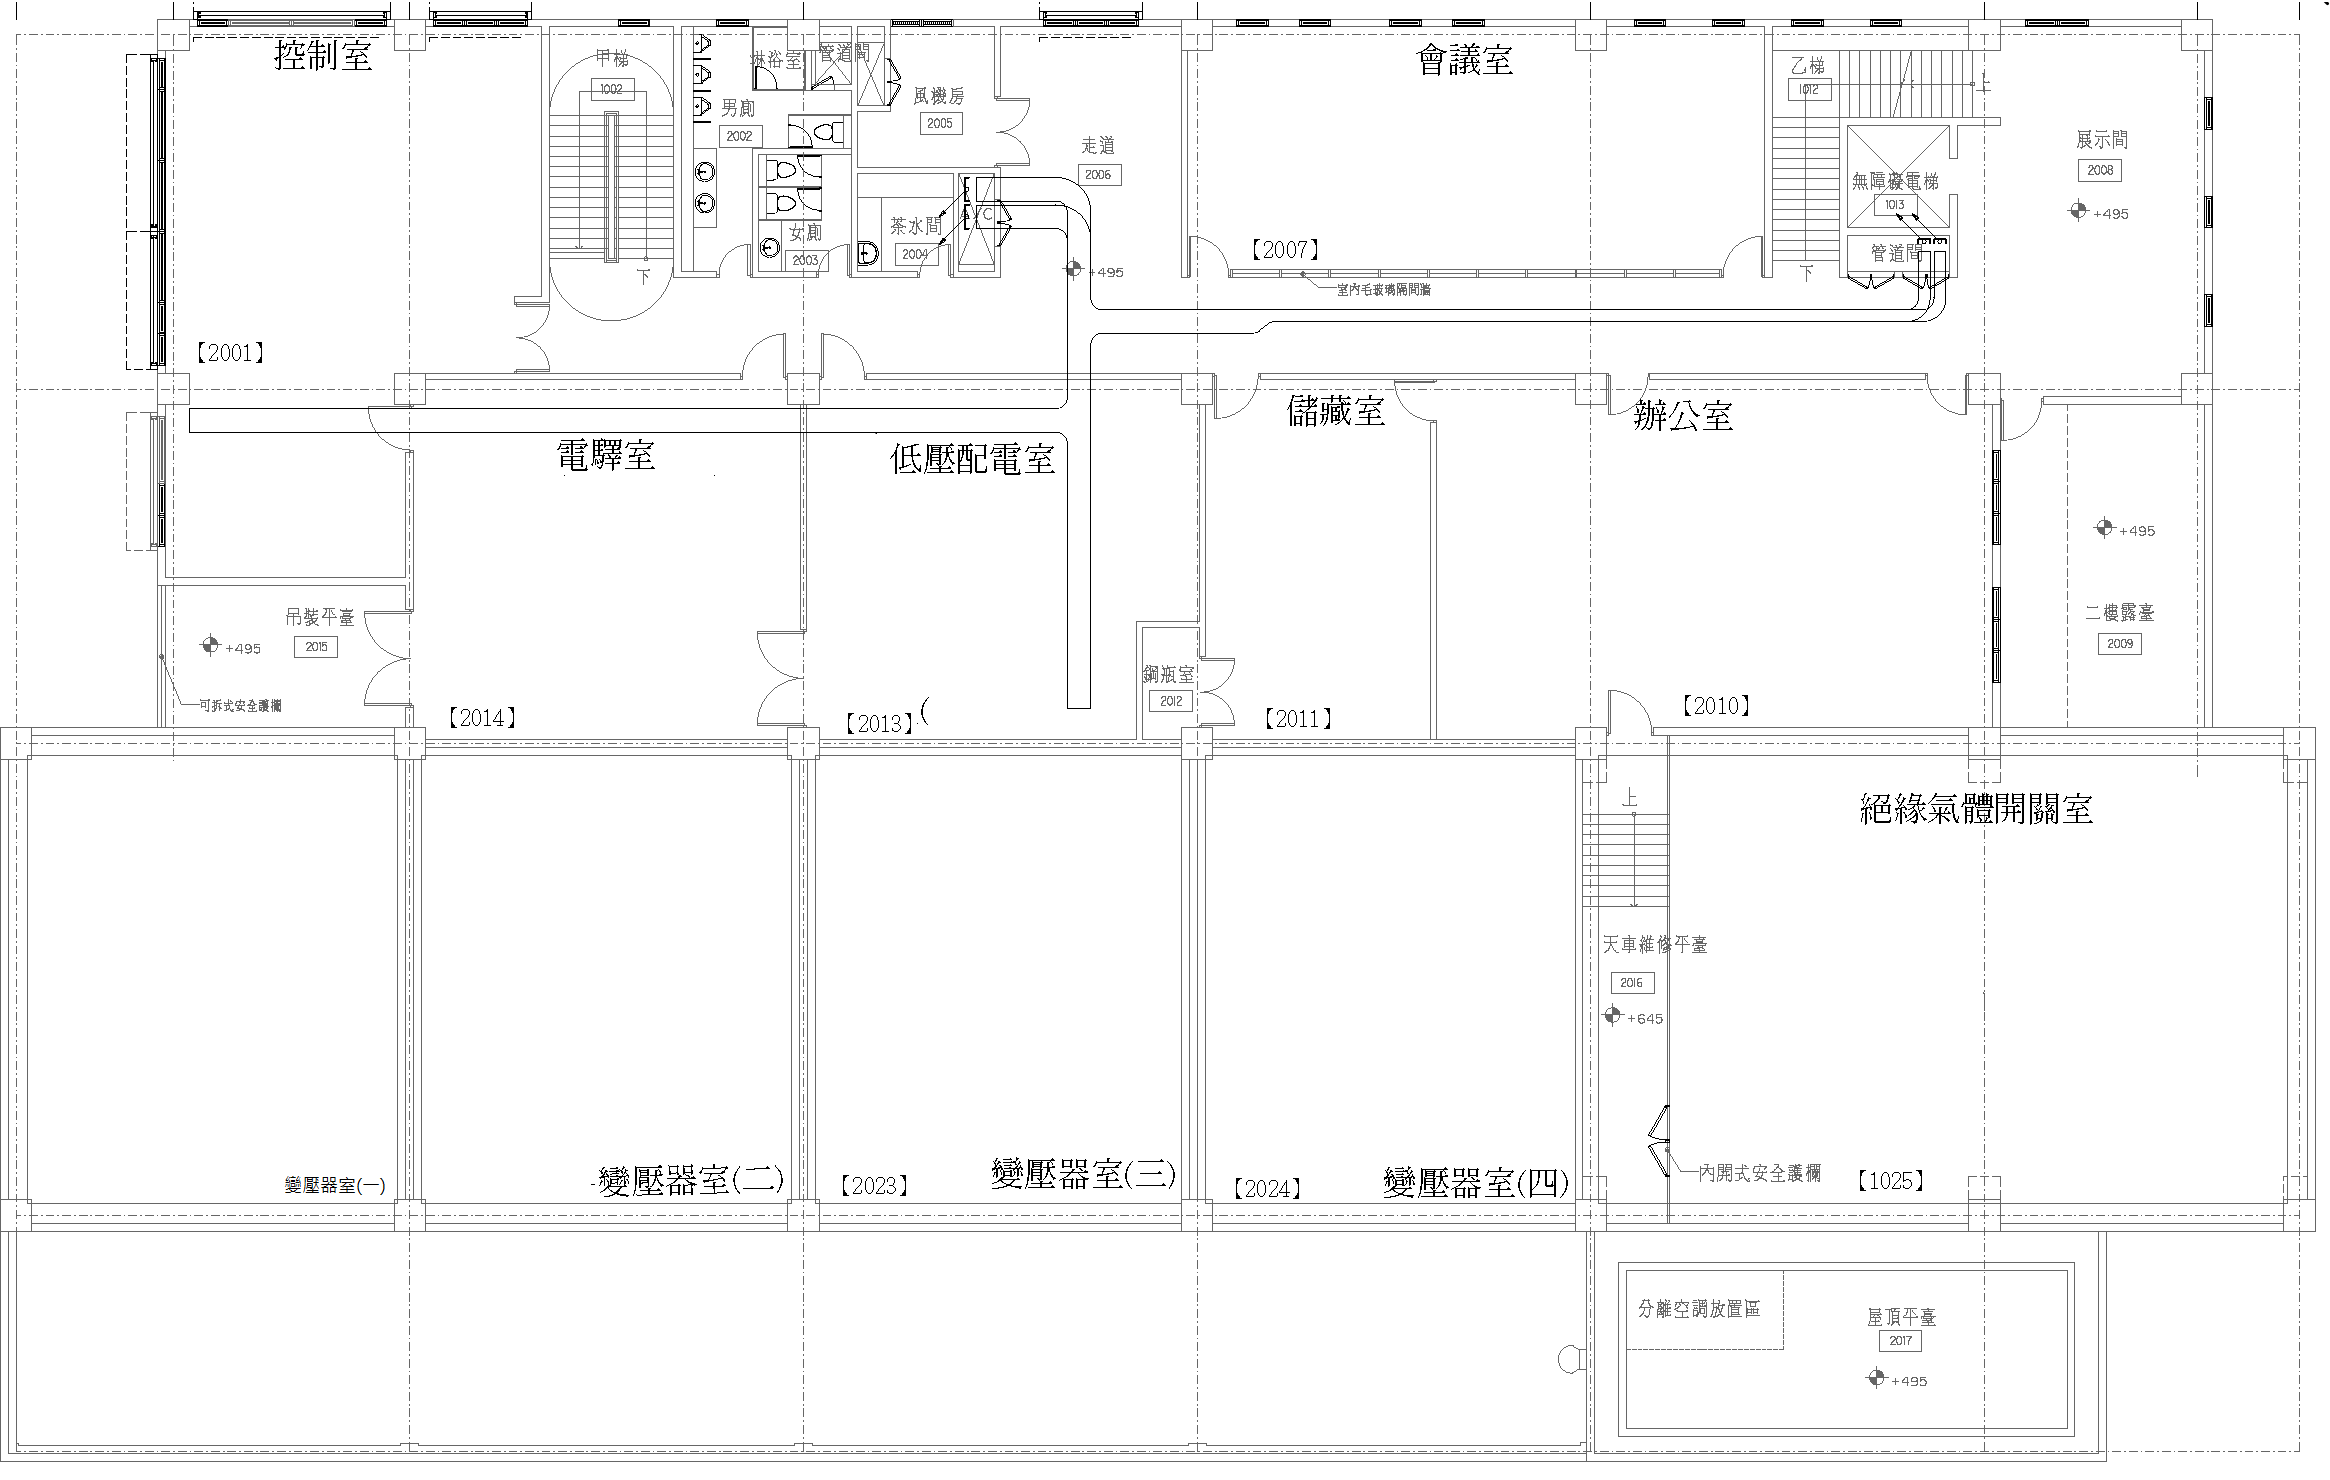 控制室
會議室
甲梯
1002
淋浴室
管道間
乙梯
1012
上
風機房
2005
男廁
2002
走道
2006
展示間
2008
+495
無障礙電梯
1013
A/C
茶水間
2004
女廁
2003
【2007】
管道間
下
+495
下
室內毛玻璃隔間牆
【2001】
儲藏室
辦公室
電驛室
低壓配電室
+495
吊裝平臺
2015
+495
二樓露臺
2009
鋼瓶室
2012
可拆式安全護欄
【2014】
【2013】
(
【2011】
【2010】
上
絕緣氣體開關室
天車維修平臺
2016
+645
變壓器室(一)
-變壓器室(二)
【2023】
變壓器室(三)
【2024】
變壓器室(四)
內開式安全護欄
【1025】
分離空調放置區
屋頂平臺
2017
+495